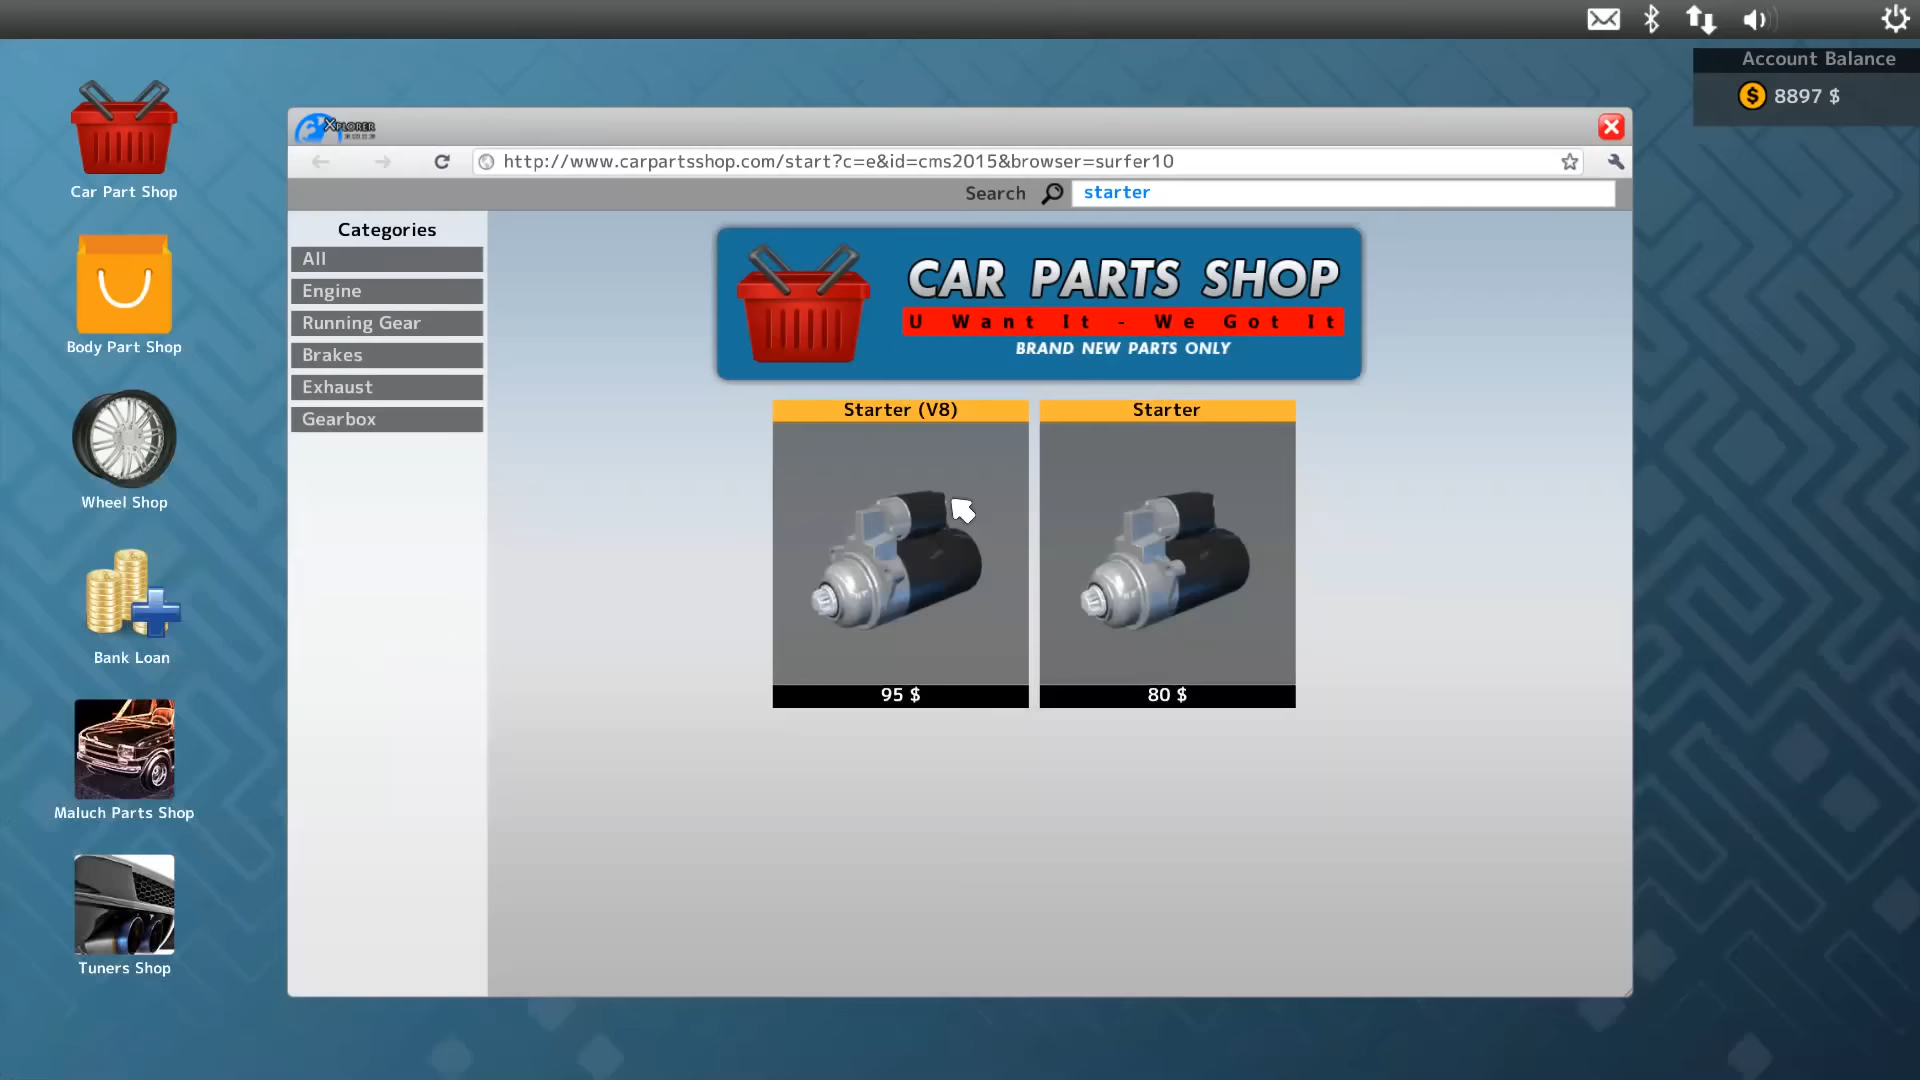 Account Balance
8897 $
Car Part Shop
Body Part Shop
Wheel Shop
Bank Loan
Maluch Parts Shop
Tuners Shop
XPLORER
http://www.carpartsshop.com/start?c=e&id=cms2015&browser=surfer10
Search starter
Categories
All
Engine
Running Gear
Brakes
Exhaust
Gearbox
CAR PARTS SHOP
U Want It - We Got It
BRAND NEW PARTS ONLY
Starter (V8)
95 $
Starter
80 $